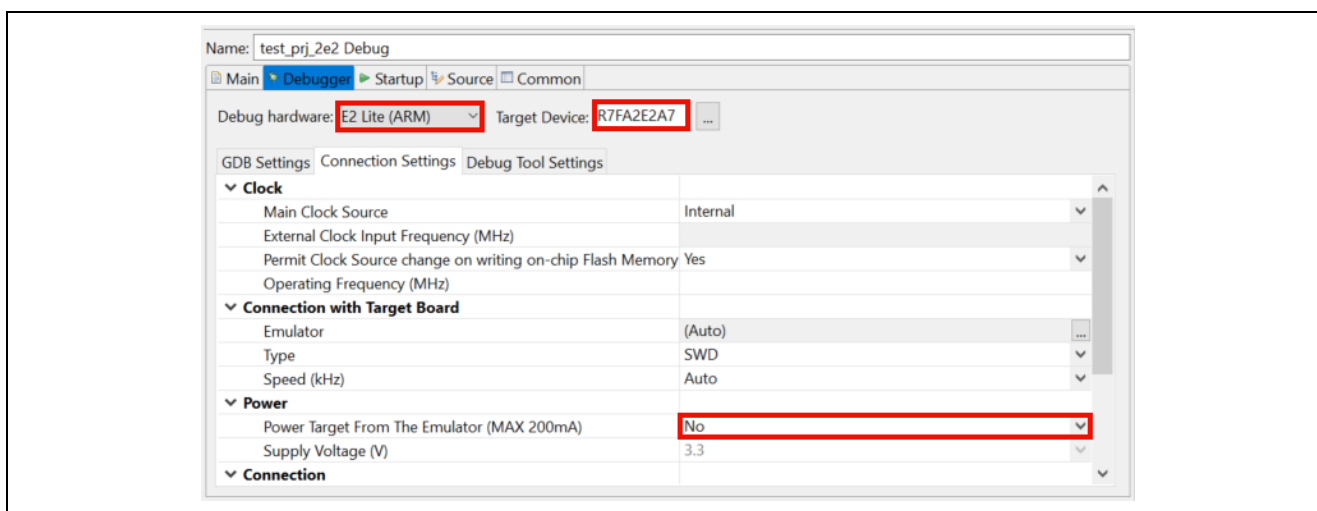 Name: test_prj_2e2 Debug
Main Debugger Startup Source Common
Debug hardware: E2 Lite (ARM) Target Device: R7FA2E2A7 ...
GDB Settings Connection Settings Debug Tool Settings
Clock
Main Clock Source Internal
External Clock Input Frequency (MHz)
Permit Clock Source change on writing on-chip Flash Memory Yes
Operating Frequency (MHz)
Connection with Target Board
Emulator (Auto) ...
Type SWD
Speed (kHz) Auto
Power
Power Target From The Emulator (MAX 200mA) No
Supply Voltage (V) 3.3
Connection